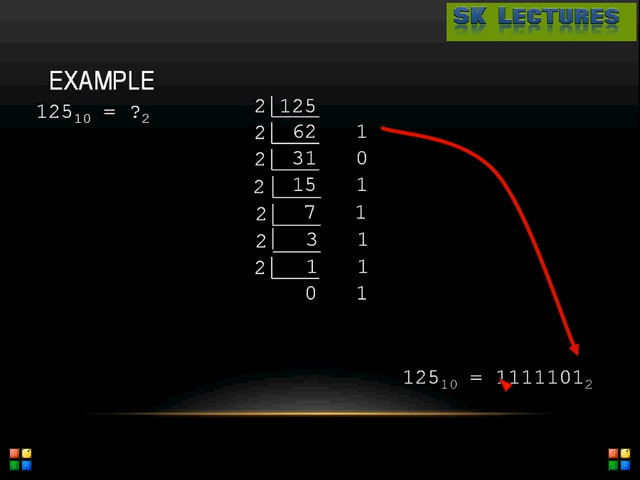 SK LECTURES
EXAMPLE
125₁₀ = ?₂
2 125
2 62 1
2 31 0
2 15 1
2 7 1
2 3 1
2 1 1
0 1
125₁₀ = 1111101₂